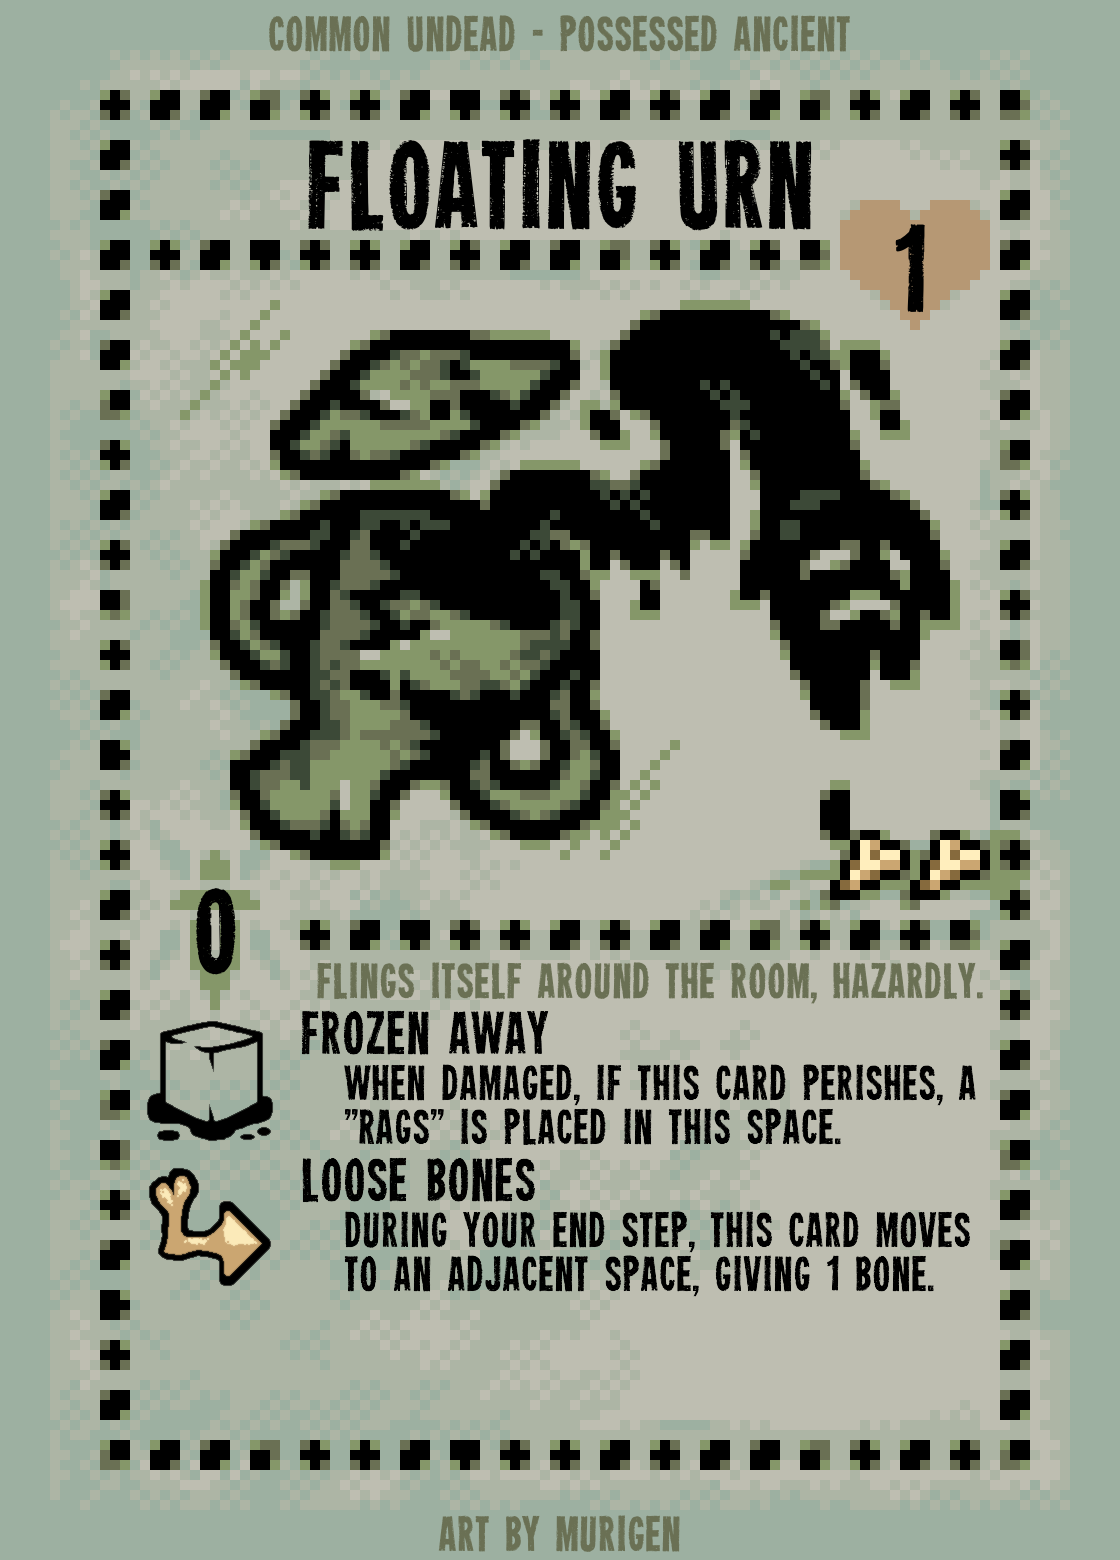 COMMON UNDEAD - POSSESSED ANCIENT
FLOATING URN
1
0
FLINGS ITSELF AROUND THE ROOM, HAZARDLY.
FROZEN AWAY
WHEN DAMAGED, IF THIS CARD PERISHES, A
"RAGS" IS PLACED IN THIS SPACE.
LOOSE BONES
DURING YOUR END STEP, THIS CARD MOVES
TO AN ADJACENT SPACE, GIVING 1 BONE.
ART BY MURIGEN